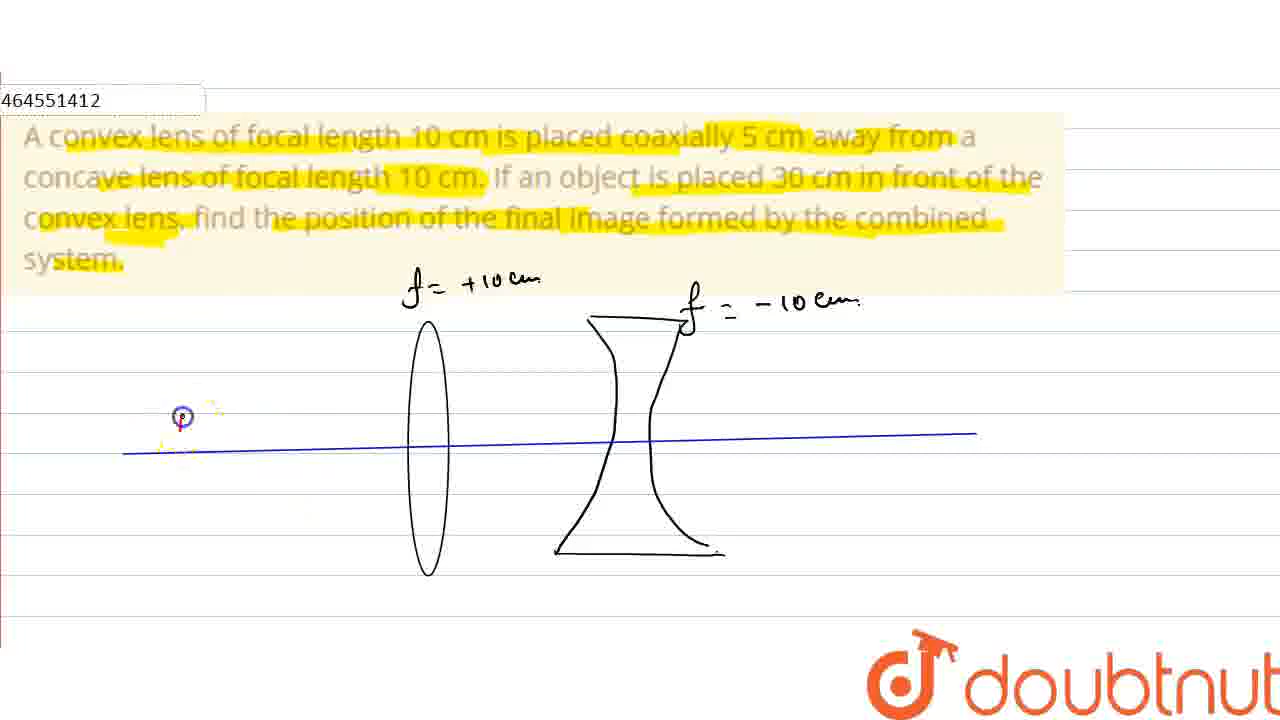 464551412
A convex lens of focal length 10 cm is placed coaxially 5 cm away from a
concave lens of focal length 10 cm. If an object is placed 30 cm in front of the
convex lens, find the position of the final image formed by the combined
system.
f = +10 cm
f = -10 cm
doubtnut